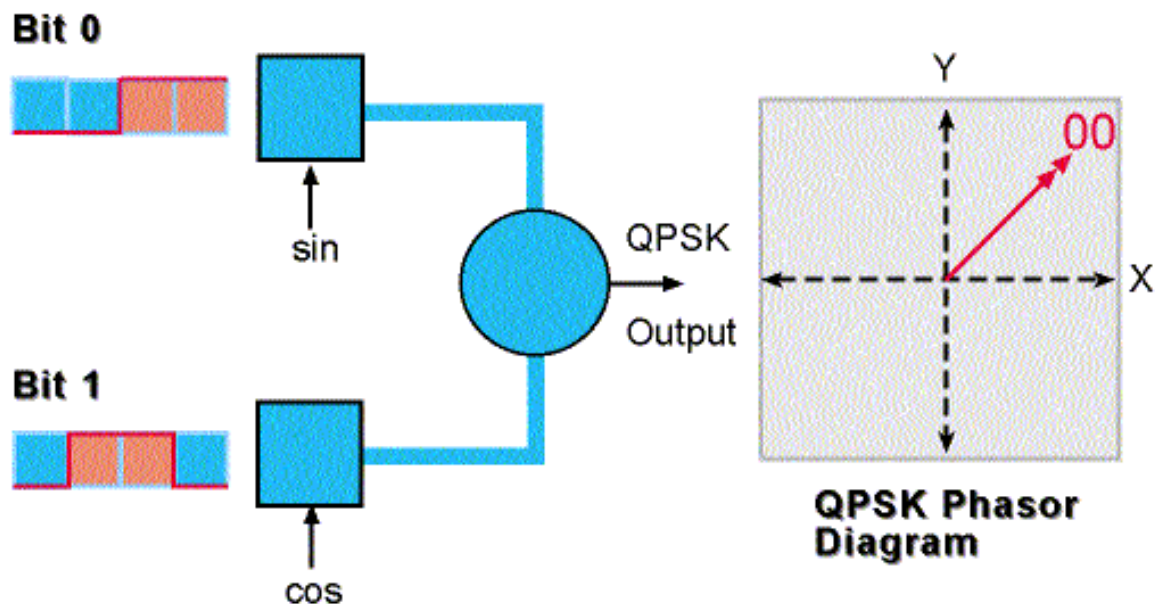 Bit 0
sin
Bit 1
cos
QPSK
Output
Y
00
X
QPSK Phasor
Diagram